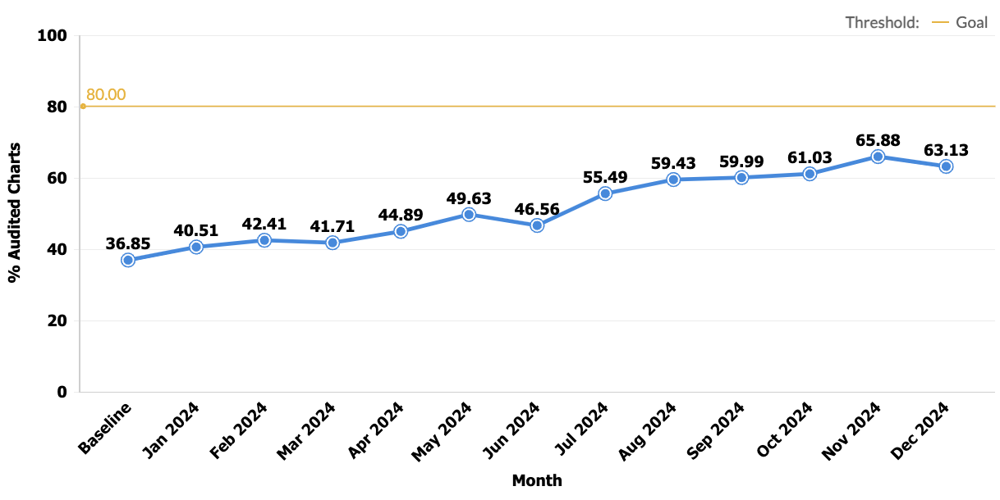 Threshold: Goal
100
80.00
80
65.88
63.13
61.03
59.99
59.43
% Audited Charts
60
55.49
49.63
46.56
44.89
42.41
41.71
40.51
40
36.85
20
0
Baseline
Jan 2024
Feb 2024
Mar 2024
Apr 2024
May 2024
Jun 2024
Jul 2024
Aug 2024
Sep 2024
Oct 2024
Nov 2024
Dec 2024
Month